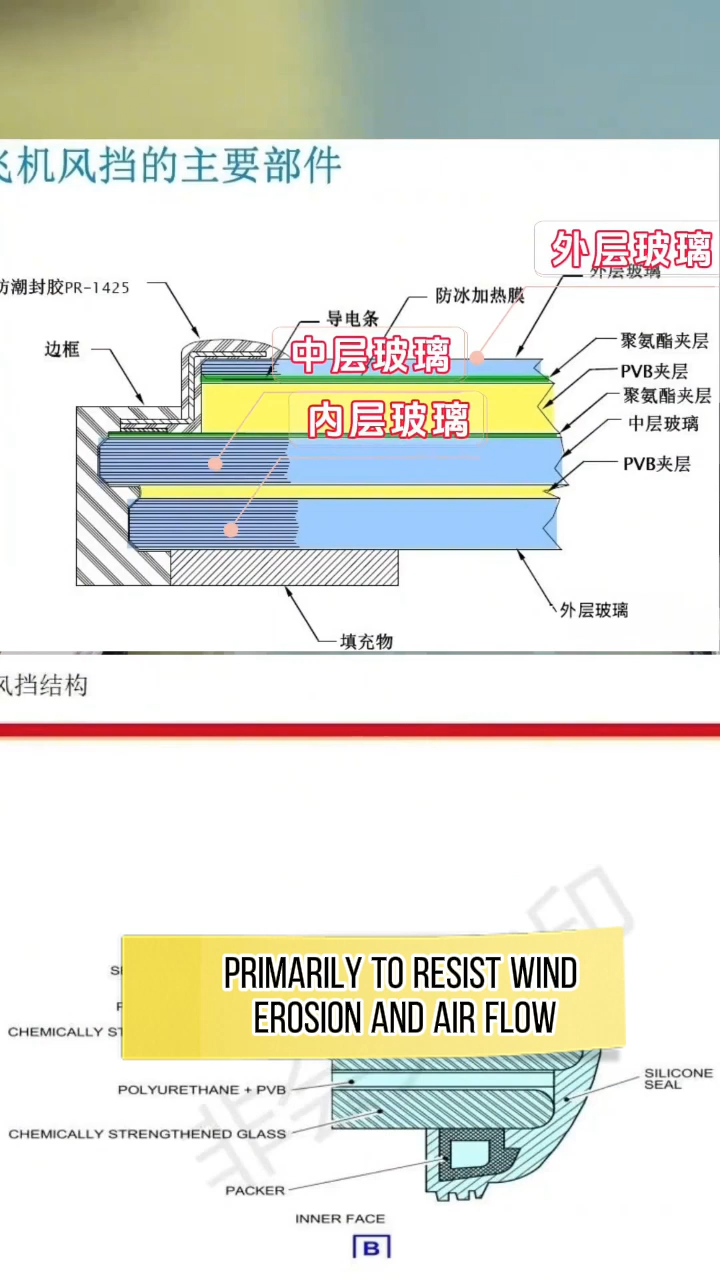 飞机风挡的主要部件
外层玻璃
外层玻璃
防潮封胶PR-1425
防冰加热膜
导电条
边框
中层玻璃
聚氨酯夹层
PVB夹层
聚氨酯夹层
内层玻璃
中层玻璃
PVB夹层
外层玻璃
填充物
风挡结构
PRIMARILY TO RESIST WIND
EROSION AND AIR FLOW
CHEMICALLY ST
SILICONE
SEAL
POLYURETHANE + PVB
CHEMICALLY STRENGTHENED GLASS
PACKER
INNER FACE
B